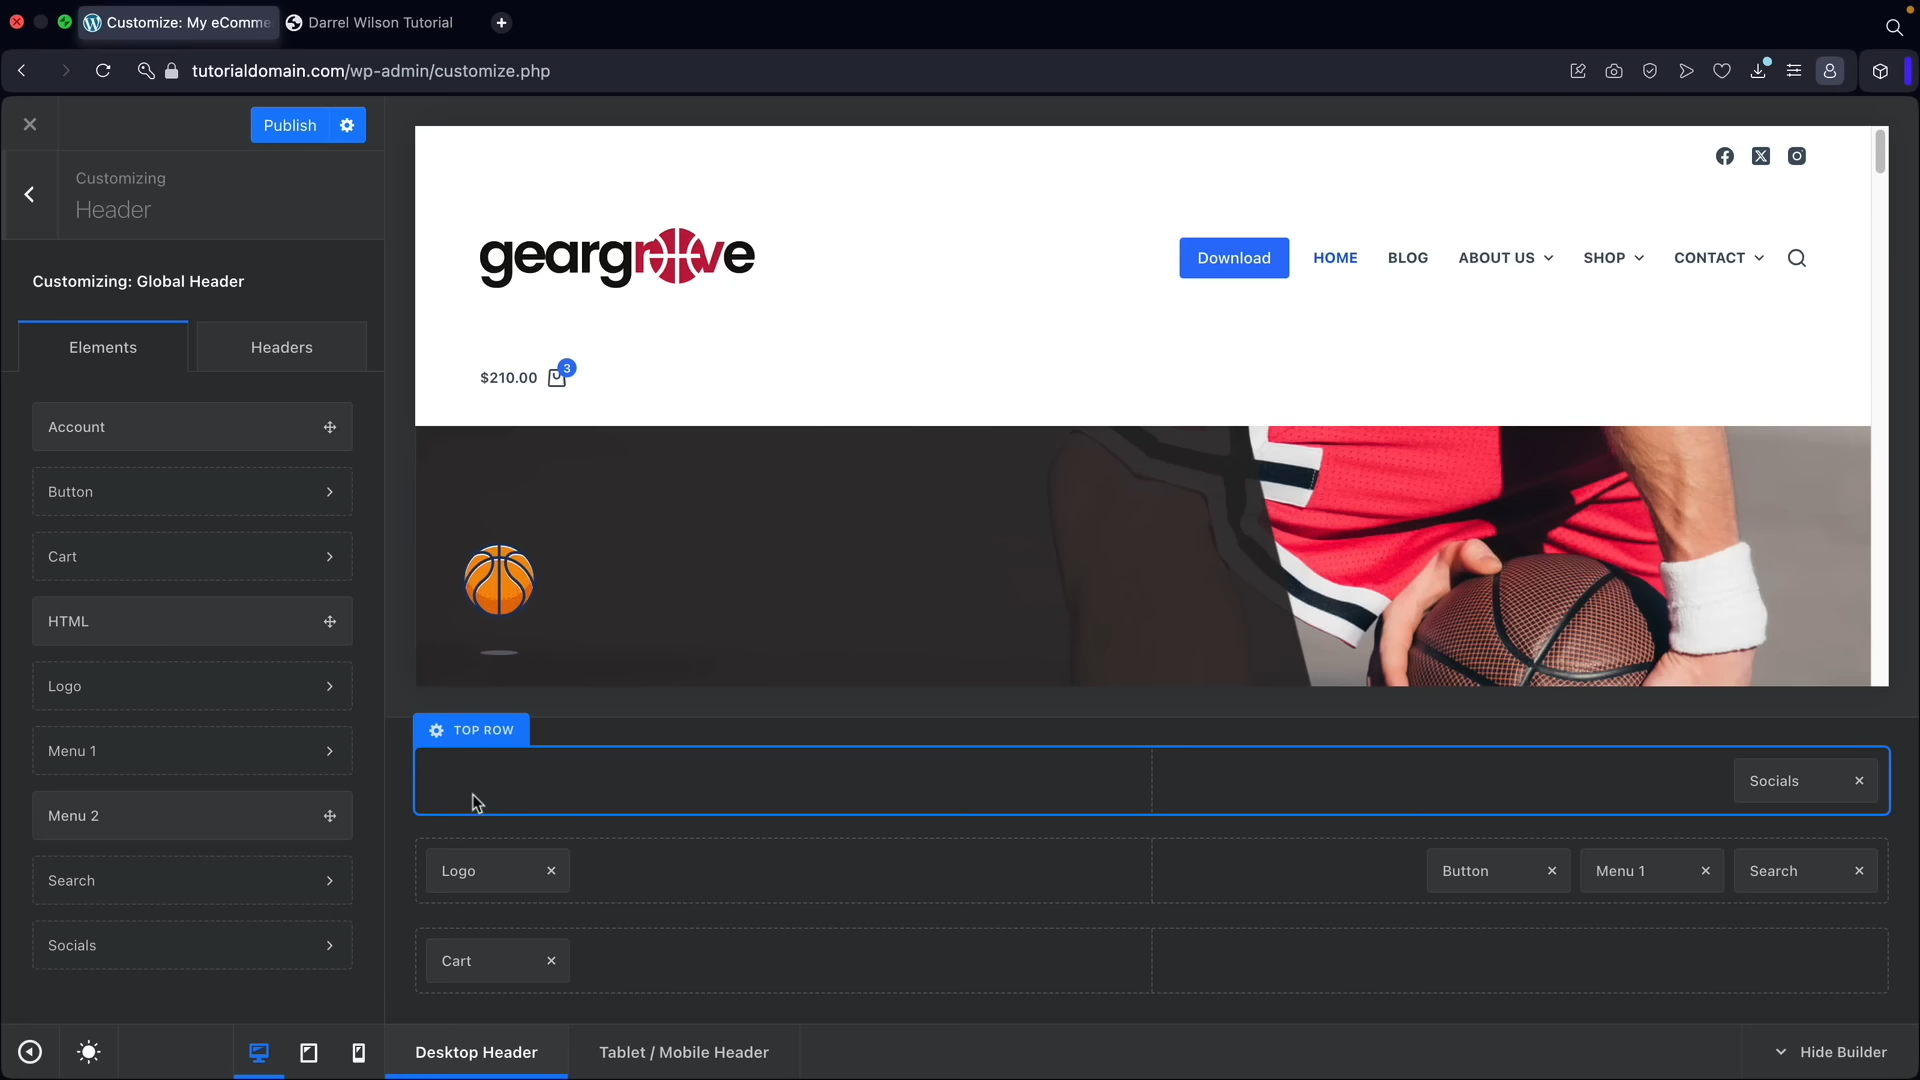 Customize: My eComme
Darrel Wilson Tutorial
tutorialdomain.com/wp-admin/customize.php
Publish
Customizing
Header
Customizing: Global Header
Elements
Headers
Account
Button
Cart
HTML
Logo
Menu 1
Menu 2
Search
Socials
geargroove
Download
HOME
BLOG
ABOUT US
SHOP
CONTACT
$210.00
3
TOP ROW
Socials
Logo
Button
Menu 1
Search
Cart
Desktop Header
Tablet / Mobile Header
Hide Builder